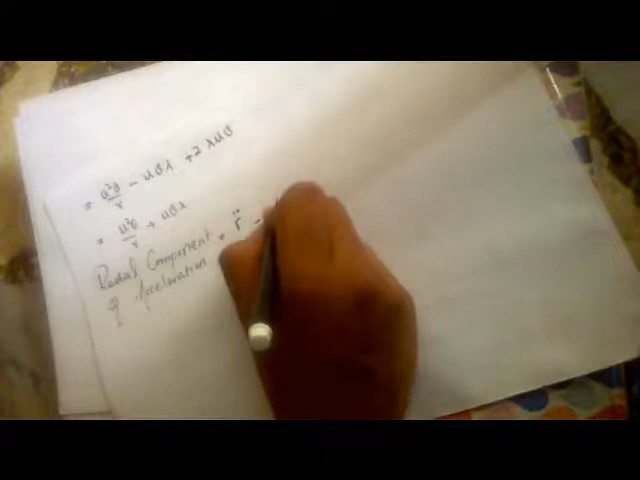 = u²θ/r - uθλ + 2λuθ
= u²θ/r + uθλ
Radial Component = r̈ -
of Acceleration